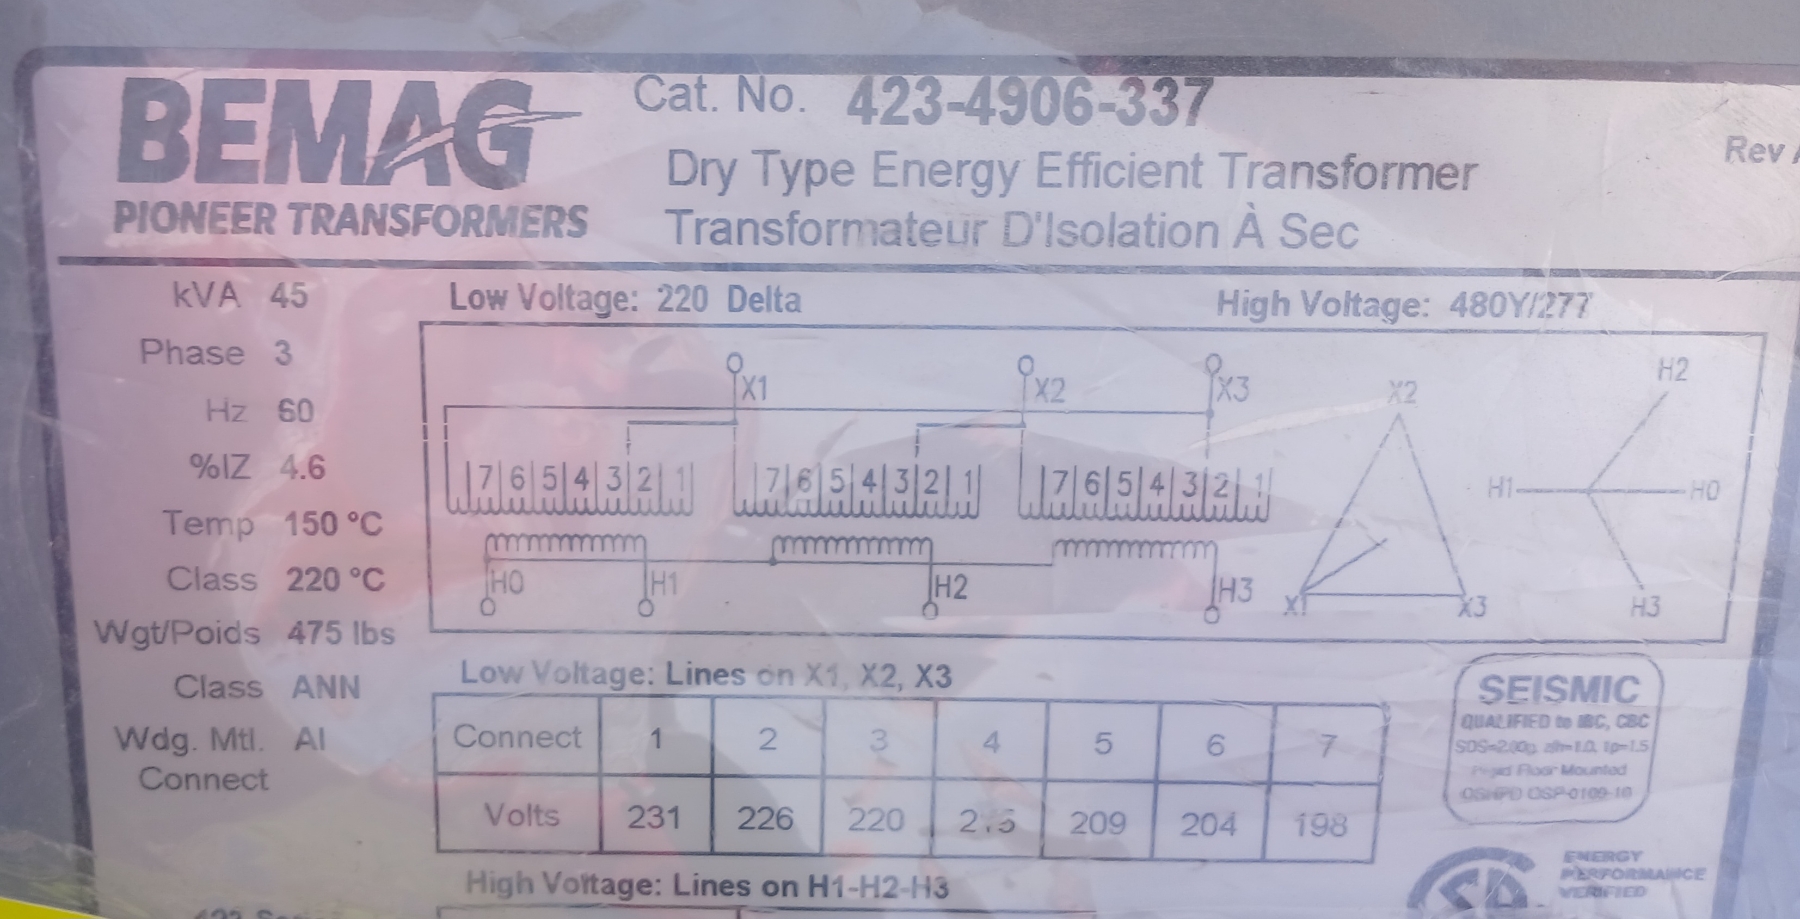 BEMAG
PIONEER TRANSFORMERS
Cat. No. 423-4906-337
Dry Type Energy Efficient Transformer
Transformateur D'Isolation À Sec
Rev
kVA 45
Phase 3
Hz 60
%IZ 4.6
Temp 150 °C
Class 220 °C
Wgt/Poids 475 lbs
Class ANN
Wdg. Mtl. Al
Connect
Low Voltage: 220 Delta
High Voltage: 480Y/277
X1 X2 X3
7 6 5 4 3 2 1 7 6 5 4 3 2 1 7 6 5 4 3 2 1
H0 H1 H2 H3
X2
X1 X3
H2
H1 H0
H3
Low Voltage: Lines on X1, X2, X3
Connect 1 2 3 4 5 6 7
Volts 231 226 220 209 204 198
High Voltage: Lines on H1-H2-H3
SEISMIC
QUALIFIED to IBC, CBC
SDS=2.00g, Ip=1.5
Floor Mounted
ENERGY
PERFORMANCE
VERIFIED